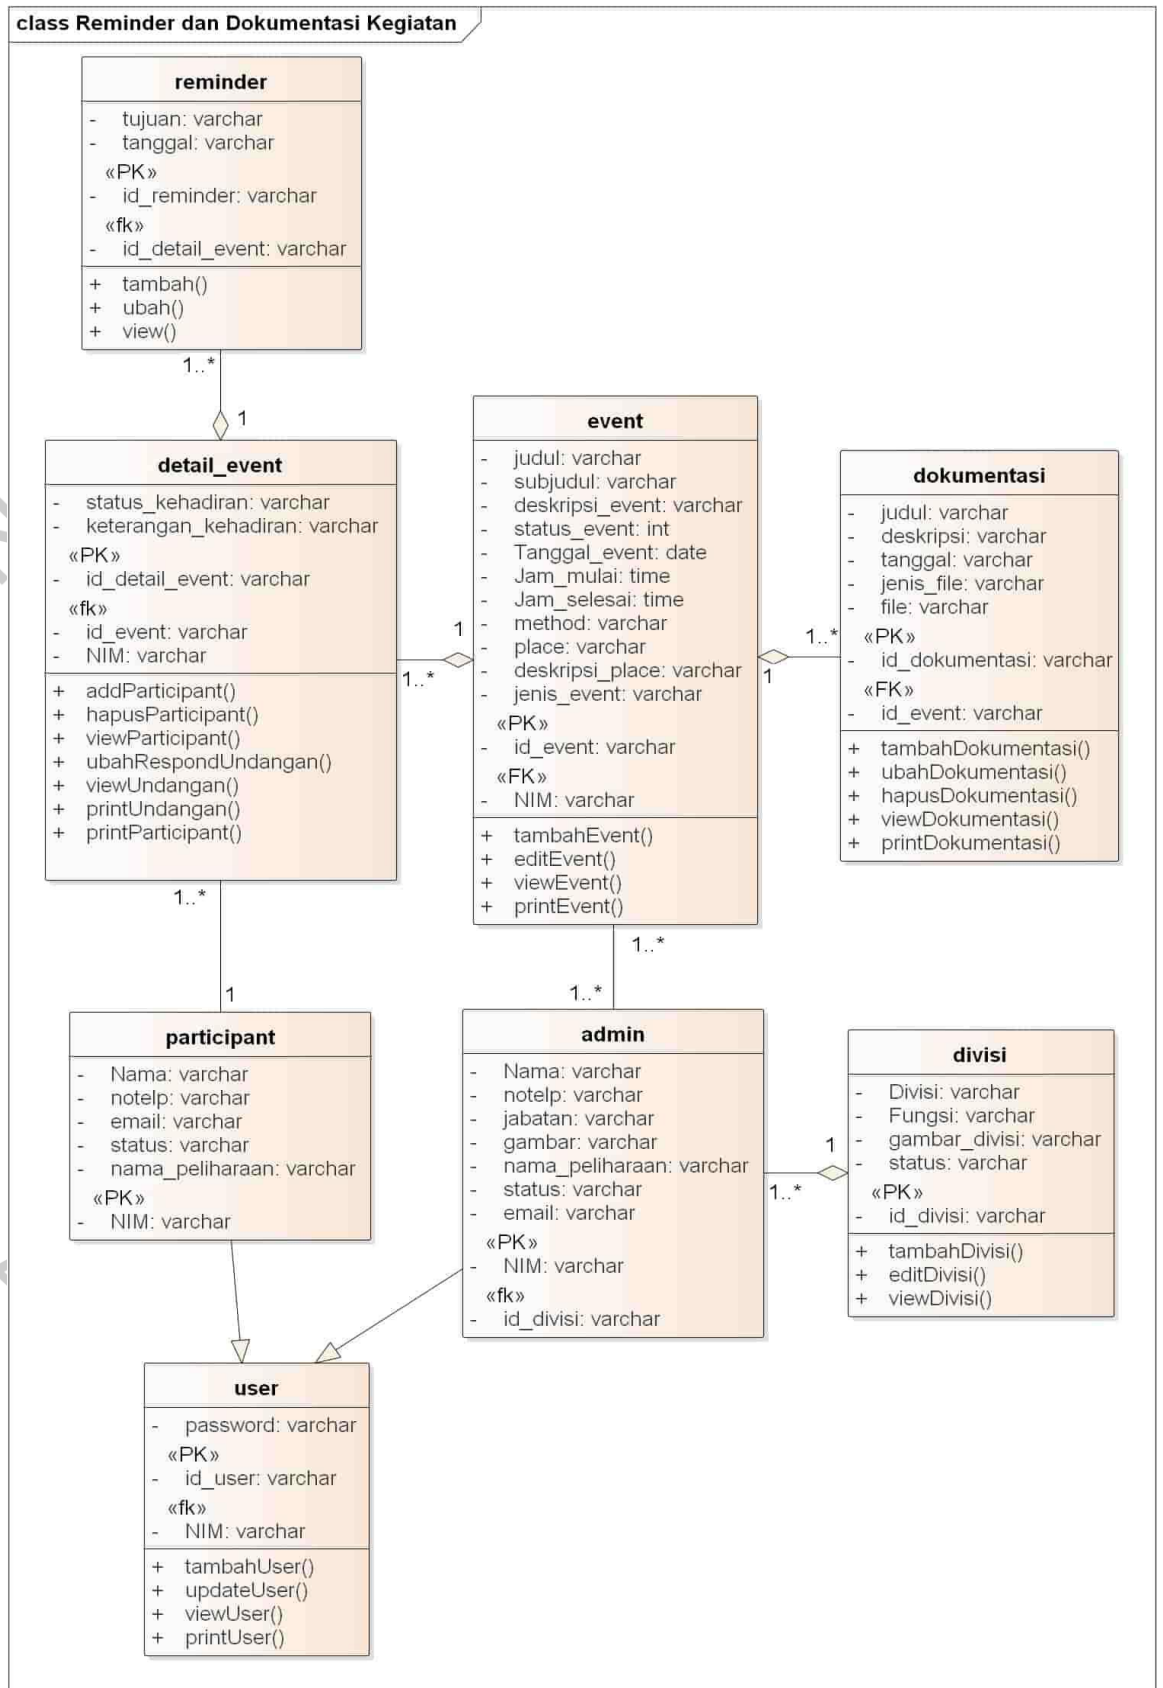 class Reminder dan Dokumentasi Kegiatan
reminder
- tujuan: varchar
- tanggal: varchar
«PK»
- id_reminder: varchar
«fk»
- id_detail_event: varchar
+ tambah()
+ ubah()
+ view()
1..*
1
detail_event
- status_kehadiran: varchar
- keterangan_kehadiran: varchar
«PK»
- id_detail_event: varchar
«fk»
- id_event: varchar
- NIM: varchar
+ addParticipant()
+ hapusParticipant()
+ viewParticipant()
+ ubahRespondUndangan()
+ viewUndangan()
+ printUndangan()
+ printParticipant()
1
1..*
event
- judul: varchar
- subjudul: varchar
- deskripsi_event: varchar
- status_event: int
- Tanggal_event: date
- Jam_mulai: time
- Jam_selesai: time
- method: varchar
- place: varchar
- deskripsi_place: varchar
- jenis_event: varchar
«PK»
- id_event: varchar
«FK»
- NIM: varchar
+ tambahEvent()
+ editEvent()
+ viewEvent()
+ printEvent()
1..*
1
dokumentasi
- judul: varchar
- deskripsi: varchar
- tanggal: varchar
- jenis_file: varchar
- file: varchar
«PK»
- id_dokumentasi: varchar
«FK»
- id_event: varchar
+ tambahDokumentasi()
+ ubahDokumentasi()
+ hapusDokumentasi()
+ viewDokumentasi()
+ printDokumentasi()
1..*
1
1..*
1..*
participant
- Nama: varchar
- notelp: varchar
- email: varchar
- status: varchar
- nama_peliharaan: varchar
«PK»
- NIM: varchar
admin
- Nama: varchar
- notelp: varchar
- jabatan: varchar
- gambar: varchar
- nama_peliharaan: varchar
- status: varchar
- email: varchar
«PK»
- NIM: varchar
«fk»
- id_divisi: varchar
1
1..*
divisi
- Divisi: varchar
- Fungsi: varchar
- gambar_divisi: varchar
- status: varchar
«PK»
- id_divisi: varchar
+ tambahDivisi()
+ editDivisi()
+ viewDivisi()
user
- password: varchar
«PK»
- id_user: varchar
«fk»
- NIM: varchar
+ tambahUser()
+ updateUser()
+ viewUser()
+ printUser()